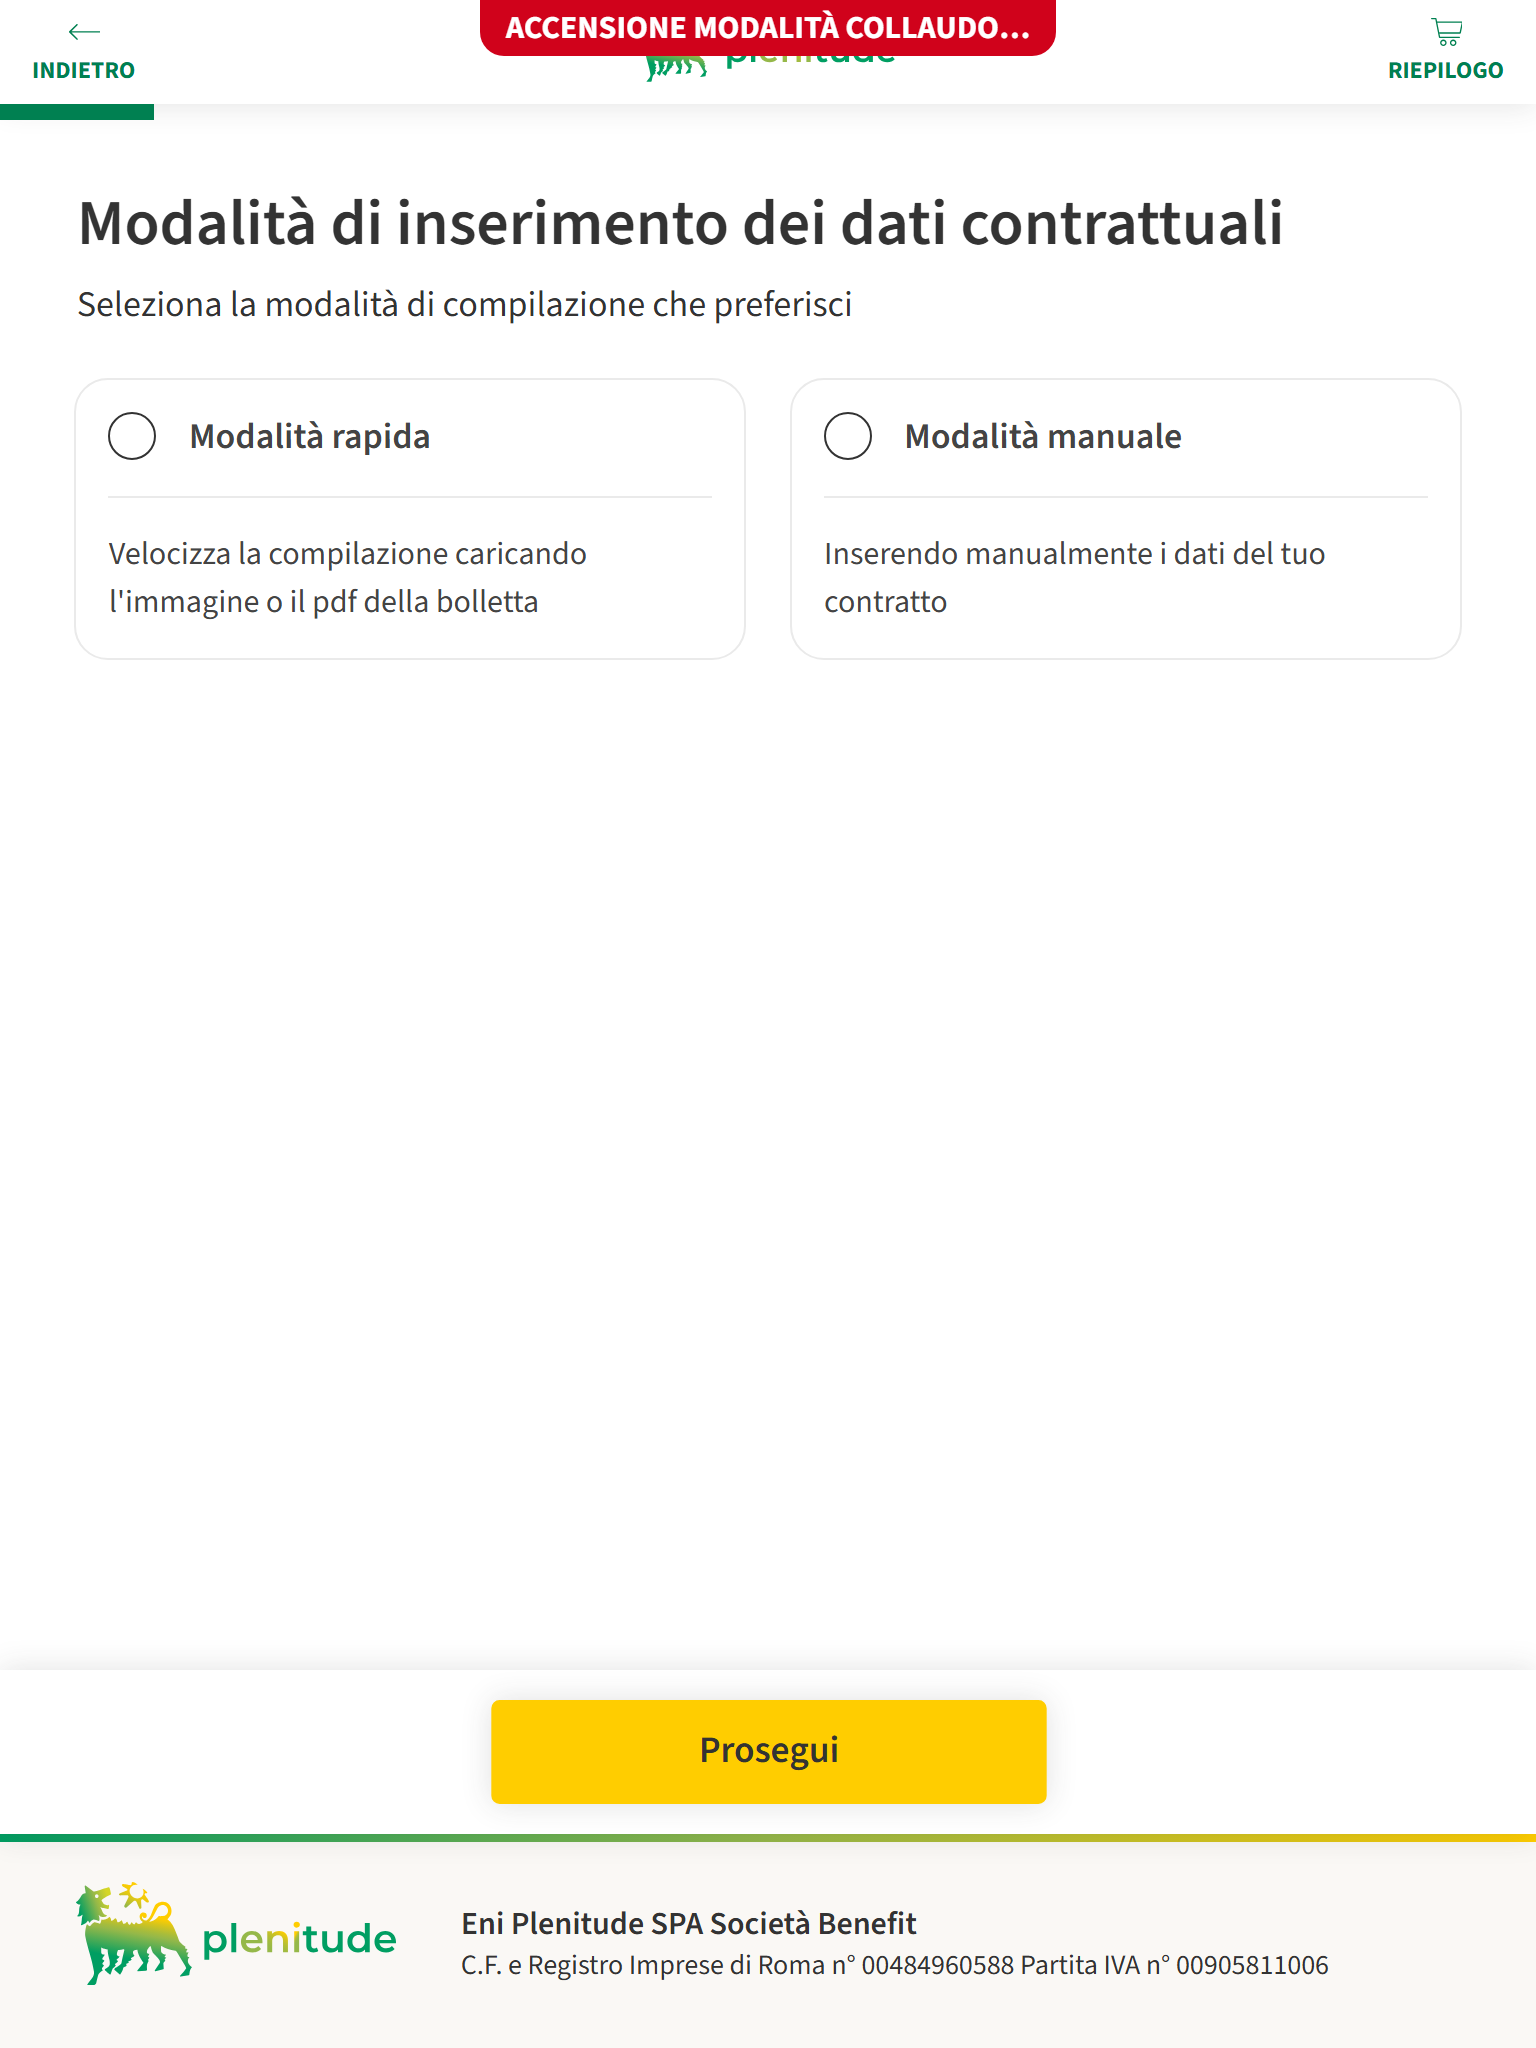 ACCENSIONE MODALITÀ COLLAUDO...
INDIETRO
plenitude
RIEPILOGO
Modalità di inserimento dei dati contrattuali
Seleziona la modalità di compilazione che preferisci
Modalità rapida
Velocizza la compilazione caricando
l'immagine o il pdf della bolletta
Modalità manuale
Inserendo manualmente i dati del tuo
contratto
Prosegui
plenitude
Eni Plenitude SPA Società Benefit
C.F. e Registro Imprese di Roma n° 00484960588 Partita IVA n° 00905811006